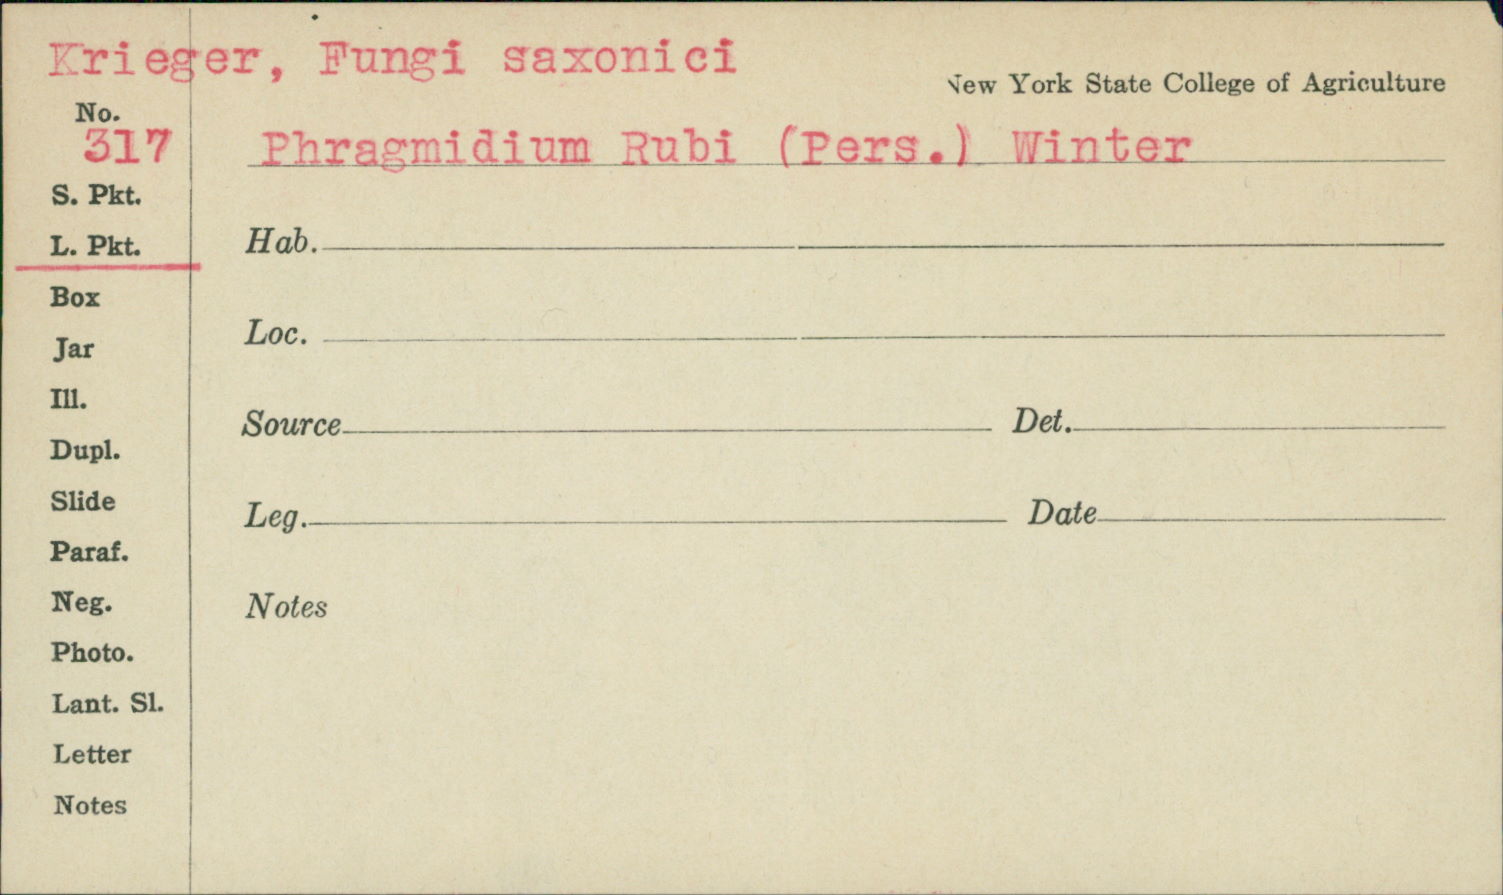 Krieger, Fungi saxonici
New York State College of Agriculture
No.
317
Phragmidium Rubi (Pers.) Winter
S. Pkt.
L. Pkt.
Hab.
Box
Loc.
Jar
Ill.
Source Det.
Dupl.
Slide
Leg. Date
Paraf.
Neg.
Notes
Photo.
Lant. Sl.
Letter
Notes